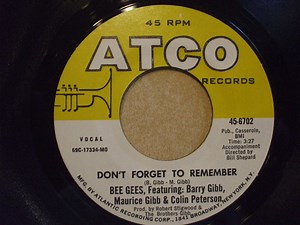 45 RPM
ATCO
RECORDS
45-6702
Pub., Casserole,
BMI
Time: 3:27
Accompaniment
Directed by
Bill Shepard
VOCAL
68C-17334-MO
DON'T FORGET TO REMEMBER
(B. Gibb - M. Gibb)
BEE GEES, Featuring: Barry Gibb,
Maurice Gibb & Colin Peterson
Prod. by Robert Stigwood &
The Brothers Gibb
MFG. BY ATLANTIC RECORDING CORP., 1841 BROADWAY, NEW YORK, N.Y.